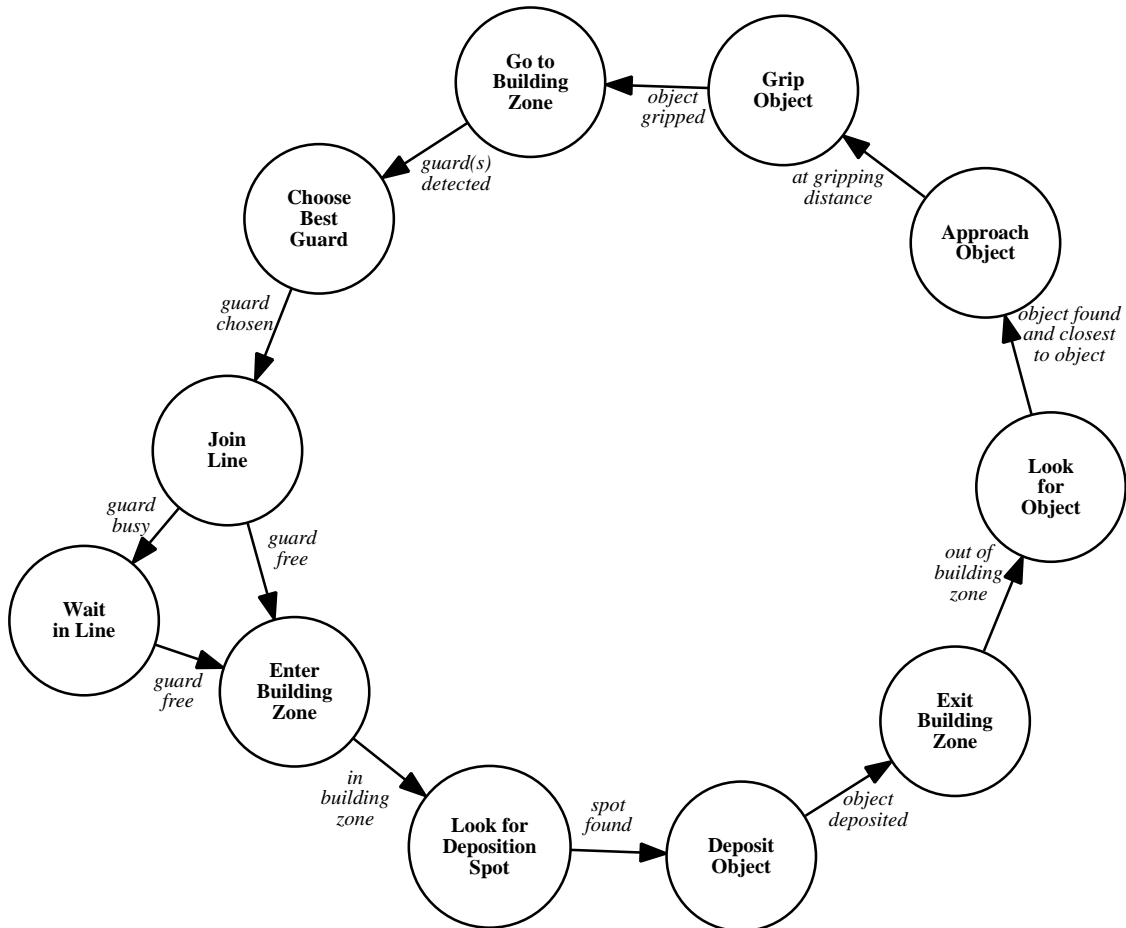 Go to
Building
Zone
Grip
Object
object
gripped
guard(s)
detected
at gripping
distance
Choose
Best
Guard
Approach
Object
guard
chosen
object found
and closest
to object
Join
Line
Look
for
Object
guard
busy
guard
free
out of
building
zone
Wait
in Line
guard
free
Enter
Building
Zone
Exit
Building
Zone
in
building
zone
spot
found
object
deposited
Look for
Deposition
Spot
Deposit
Object